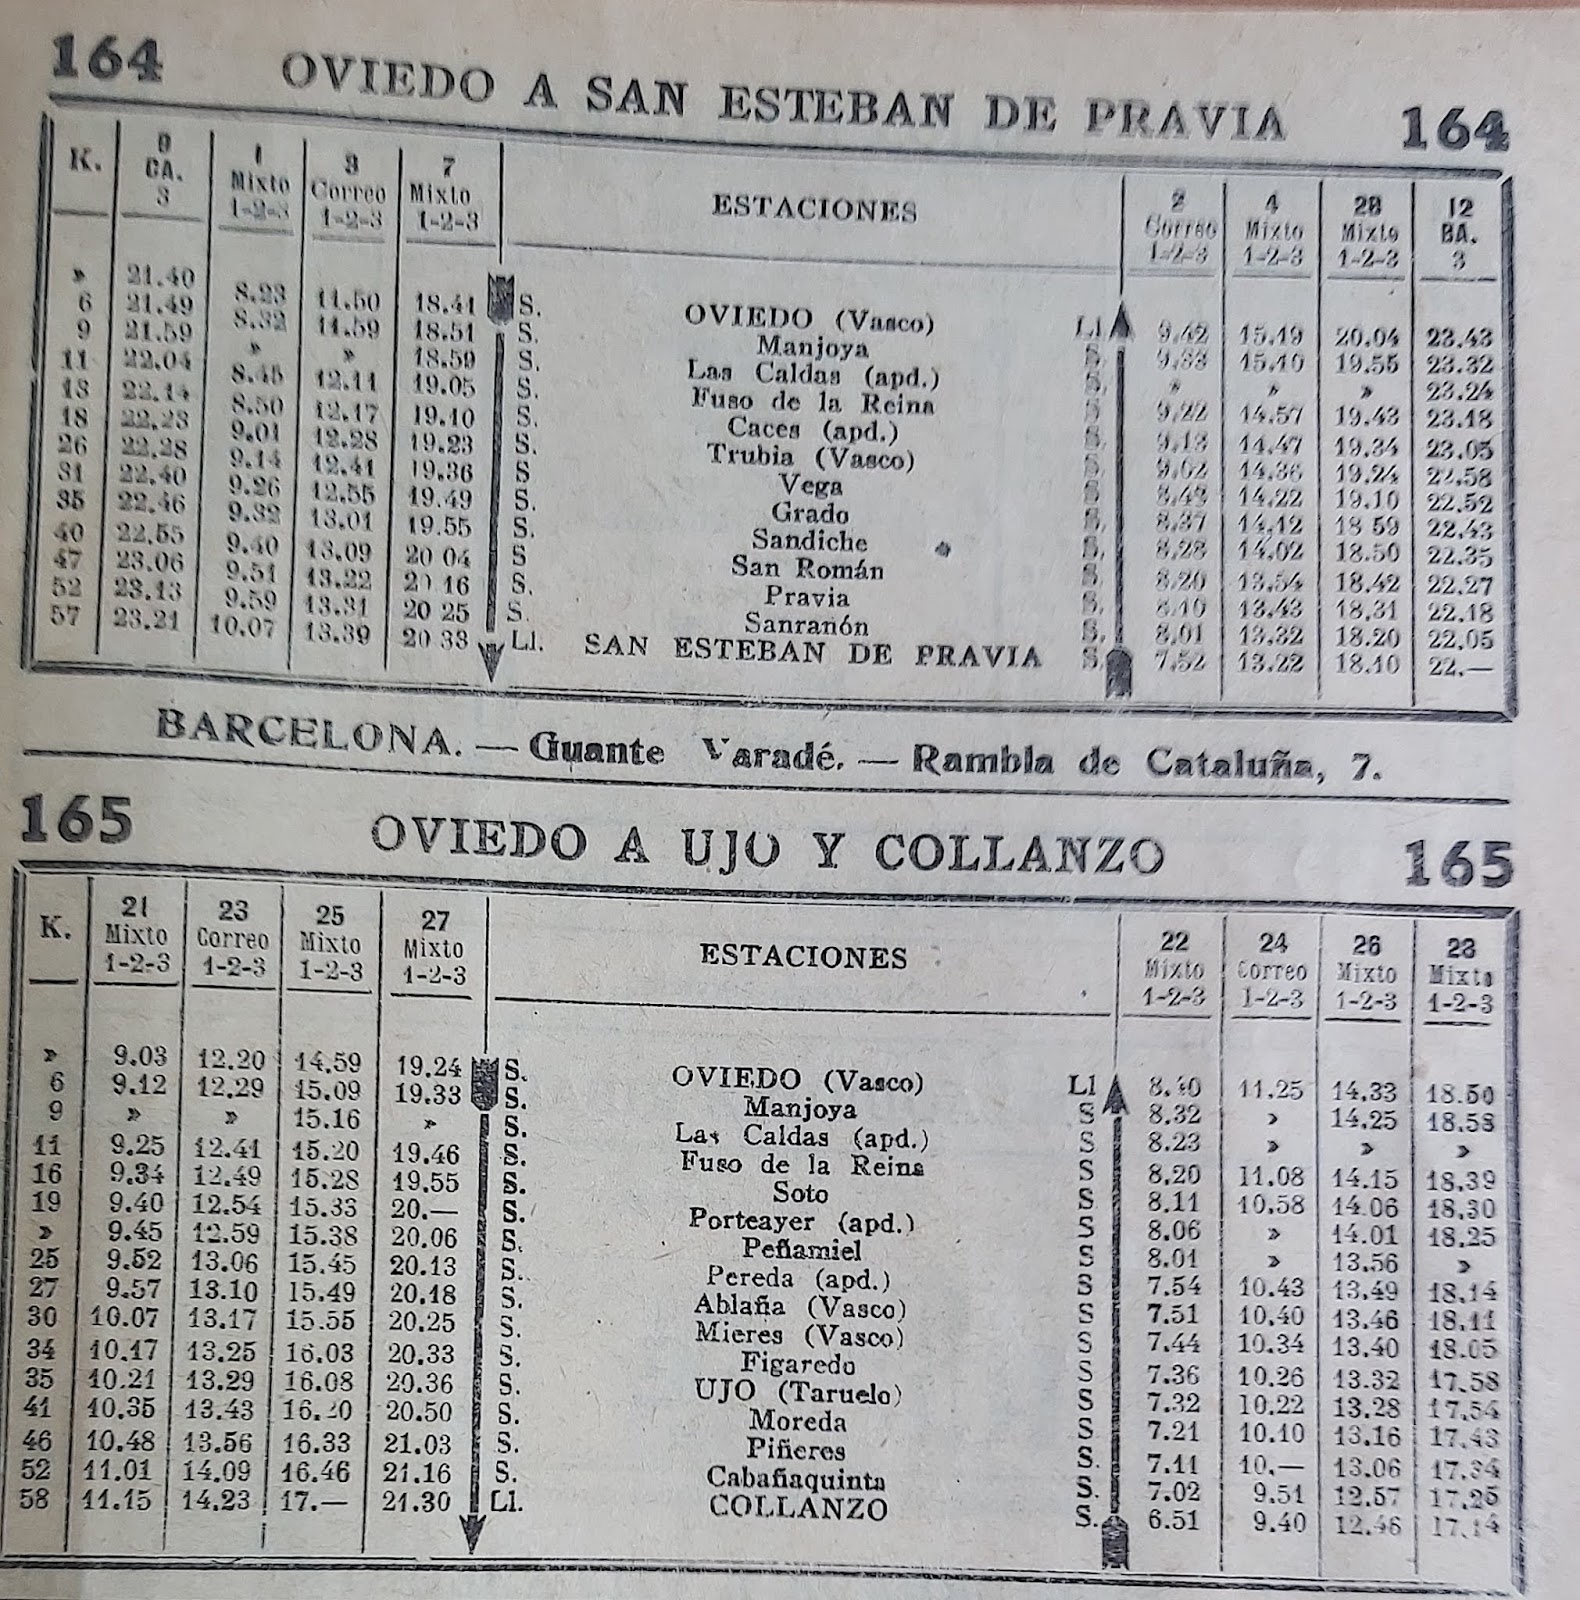 164 OVIEDO A SAN ESTEBAN DE PRAVIA 164
K. 9 1 3 7 ESTACIONES 2 4 28 12
CA. Mixto Correo Mixto Correo Mixto Mixto BA.
3 1-2-3 1-2-3 1-2-3 1-2-3 1-2-3 1-2-3 3
» 21.40 8.23 11.50 18.41 S. OVIEDO (Vasco) Ll 9.42 15.19 20.04 23.43
6 21.49 8.32 11.59 18.51 S. Manjoya S. 9.33 15.10 19.55 23.32
9 21.59 » » 18.59 S. Las Caldas (apd.) S. » » » 23.24
11 22.04 8.45 12.11 19.05 S. Fuso de la Reina S 9.22 14.57 19.43 23.18
13 22.14 8.50 12.17 19.10 S. Caces (apd.) S. 9.13 14.47 19.34 23.05
18 22.23 9.01 12.28 19.23 S. Trubia (Vasco) S 9.02 14.36 19.24 22.58
26 22.28 9.14 12.41 19.36 S Vega S 8.49 14.22 19.10 22.52
31 22.40 9.26 12.55 19.49 S. Grado S, 8.37 14.12 18 59 22.43
35 22.46 9.32 13.01 19.55 S. Sandiche S, 8.28 14.02 18.50 22.35
40 22.55 9.40 13.09 20 04 S San Román S. 8.20 13.54 18.42 22.27
47 23.06 9.51 13.22 20 16 S. Pravia S, 8.10 13.43 18.31 22.18
52 23.13 9.59 13.31 20 25 S. Sanranón S, 8.01 13.32 18.20 22.05
57 23.21 10.07 13.39 20 33 Ll. SAN ESTEBAN DE PRAVIA S. 7.52 13.22 18.10 22.—
BARCELONA. — Guante Varadé. — Rambla de Cataluña, 7.
165 OVIEDO A UJO Y COLLANZO 165
K. 21 23 25 27 ESTACIONES 22 24 26 28
Mixto Correo Mixto Mixto Mixto Correo Mixto Mixto
1-2-3 1-2-3 1-2-3 1-2-3 1-2-3 1-2-3 1-2-3 1-2-3
» 9.03 12.20 14.59 19.24 S. OVIEDO (Vasco) Ll 8.40 11.25 14.33 18.50
6 9.12 12.29 15.09 19.33 S. Manjoya S 8.32 » 14.25 18.53
9 » » 15.16 » S. Las Caldas (apd.) S 8.23 » » »
11 9.25 12.41 15.20 19.46 S. Fuso de la Reina S 8.20 11.08 14.15 18.39
16 9.34 12.49 15.28 19.55 S. Soto S 8.11 10.58 14.06 18.30
19 9.40 12.54 15.33 20.— S. Porteayer (apd.) S 8.06 » 14.01 18.25
» 9.45 12.59 15.38 20.06 S. Peñamiel S 8.01 » 13.56 »
25 9.52 13.06 15.45 20.13 S. Pereda (apd.) S 7.54 10.43 13.49 18.14
27 9.57 13.10 15.49 20.18 S. Ablaña (Vasco) S 7.51 10.40 13.46 18.11
30 10.07 13.17 15.55 20.25 S. Mieres (Vasco) S 7.44 10.34 13.40 18.05
34 10.17 13.25 16.03 20.33 S. Figaredo S 7.36 10.26 13.32 17.58
35 10.21 13.29 16.08 20.36 S. UJO (Taruelo) S 7.32 10.22 13.28 17.54
41 10.35 13.43 16.20 20.50 S. Moreda S 7.21 10.10 13.16 17.43
46 10.48 13.56 16.33 21.03 S. Piñeres S. 7.11 10.— 13.06 17.34
52 11.01 14.09 16.46 21.16 S. Cabañaquinta S. 7.02 9.51 12.57 17.25
58 11.15 14.23 17.— 21.30 Ll. COLLANZO S. 6.51 9.40 12.46 17.14